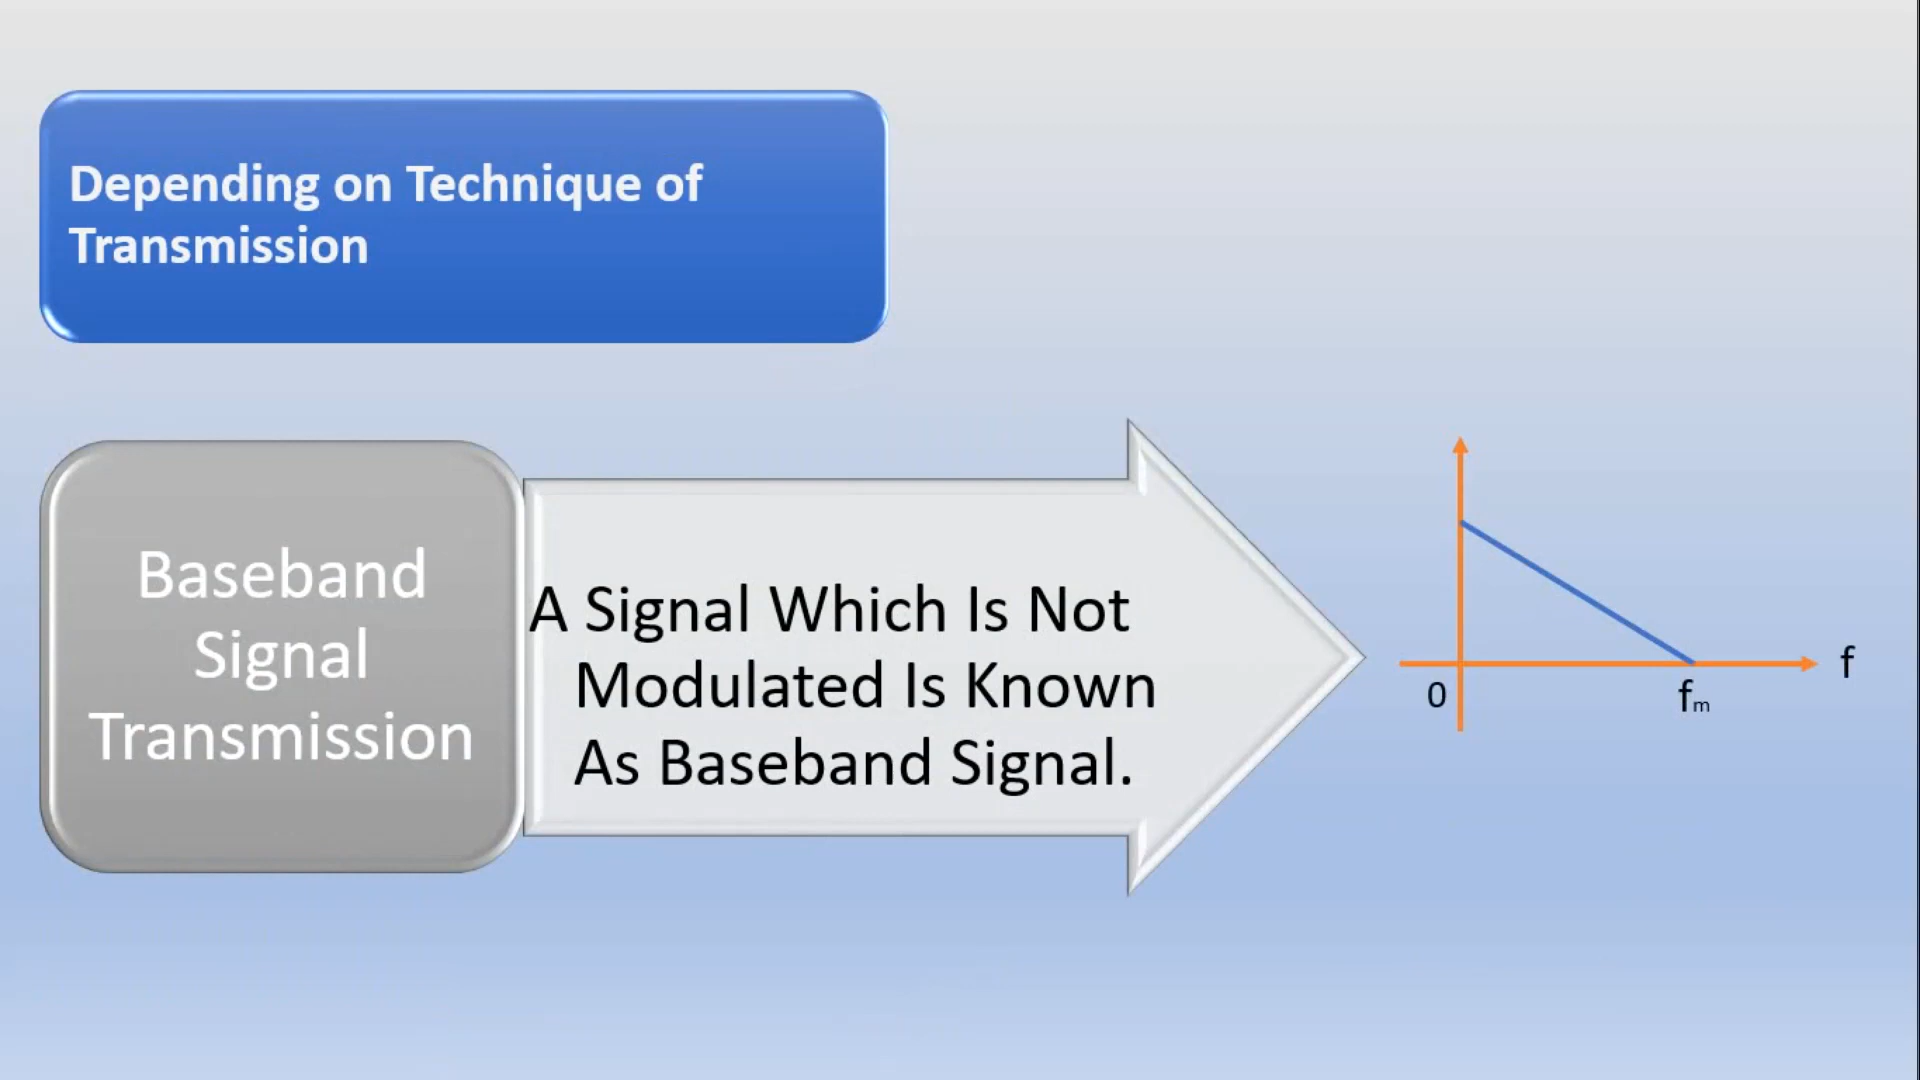 Depending on Technique of
Transmission
Baseband
Signal
Transmission
A Signal Which Is Not
Modulated Is Known
As Baseband Signal.
f
0
fm